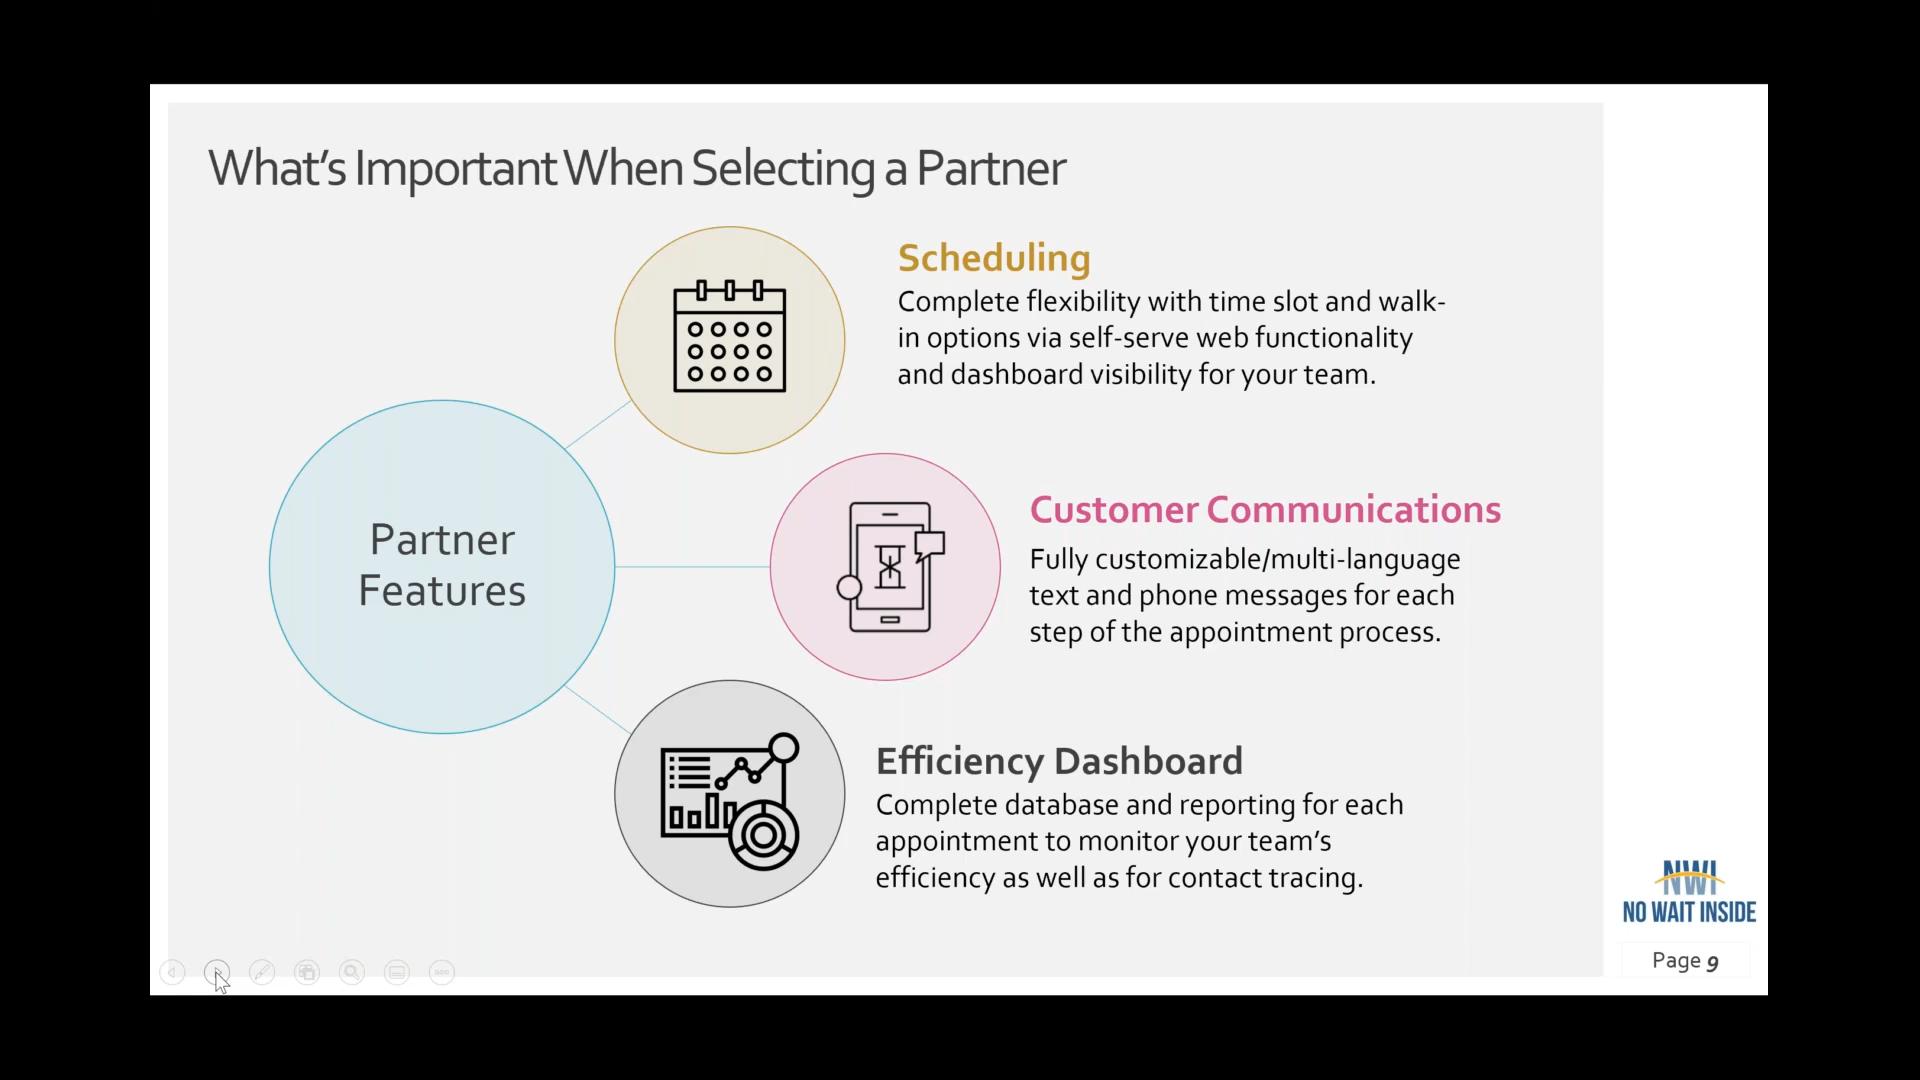 What's Important When Selecting a Partner
Scheduling
Complete flexibility with time slot and walk-
in options via self-serve web functionality
and dashboard visibility for your team.
Partner
Features
Customer Communications
Fully customizable/multi-language
text and phone messages for each
step of the appointment process.
Efficiency Dashboard
Complete database and reporting for each
appointment to monitor your team's
efficiency as well as for contact tracing.
NWI
NO WAIT INSIDE
Page 9